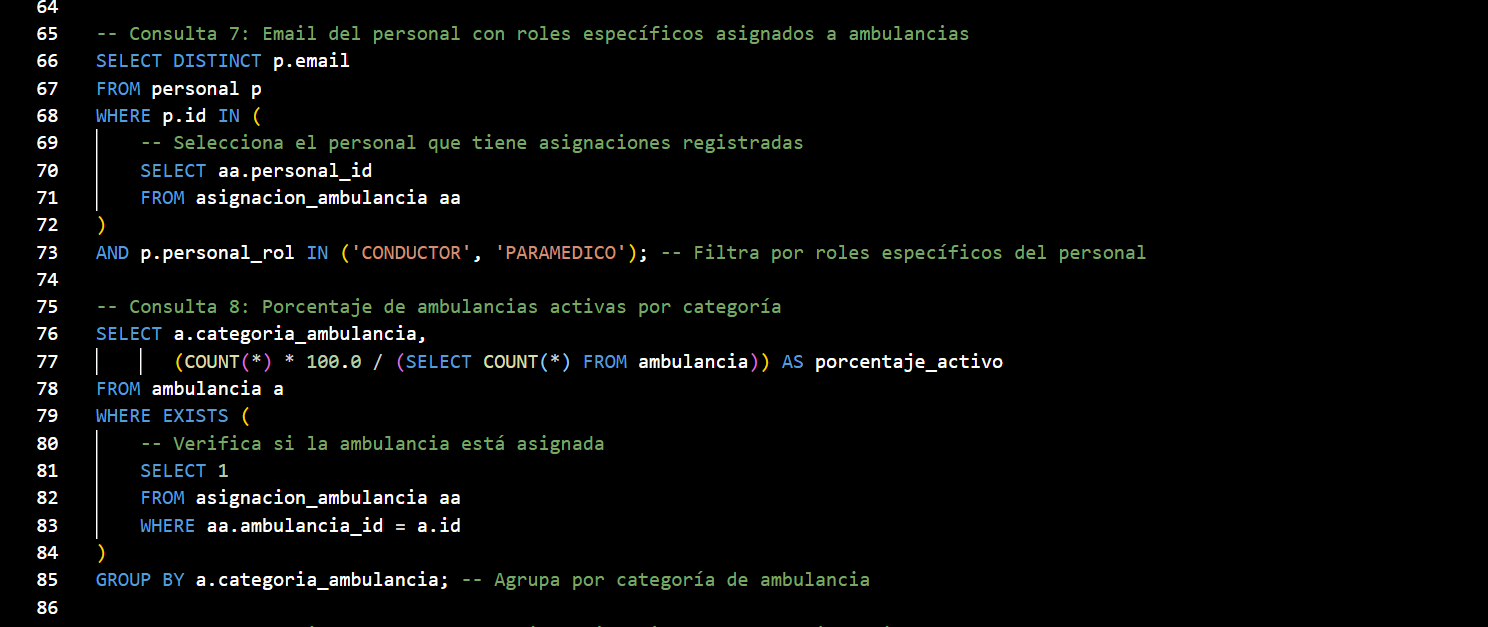 64
65 -- Consulta 7: Email del personal con roles específicos asignados a ambulancias
66 SELECT DISTINCT p.email
67 FROM personal p
68 WHERE p.id IN (
69     -- Selecciona el personal que tiene asignaciones registradas
70     SELECT aa.personal_id
71     FROM asignacion_ambulancia aa
72 )
73 AND p.personal_rol IN ('CONDUCTOR', 'PARAMEDICO'); -- Filtra por roles específicos del personal
74
75 -- Consulta 8: Porcentaje de ambulancias activas por categoría
76 SELECT a.categoria_ambulancia,
77        (COUNT(*) * 100.0 / (SELECT COUNT(*) FROM ambulancia)) AS porcentaje_activo
78 FROM ambulancia a
79 WHERE EXISTS (
80     -- Verifica si la ambulancia está asignada
81     SELECT 1
82     FROM asignacion_ambulancia aa
83     WHERE aa.ambulancia_id = a.id
84 )
85 GROUP BY a.categoria_ambulancia; -- Agrupa por categoría de ambulancia
86